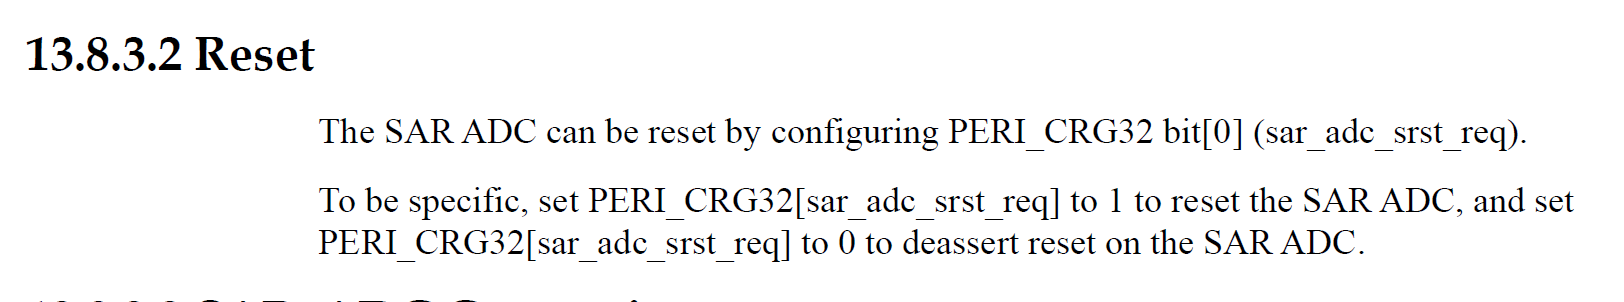 13.8.3.2 Reset
The SAR ADC can be reset by configuring PERI_CRG32 bit[0] (sar_adc_srst_req).
To be specific, set PERI_CRG32[sar_adc_srst_req] to 1 to reset the SAR ADC, and set
PERI_CRG32[sar_adc_srst_req] to 0 to deassert reset on the SAR ADC.